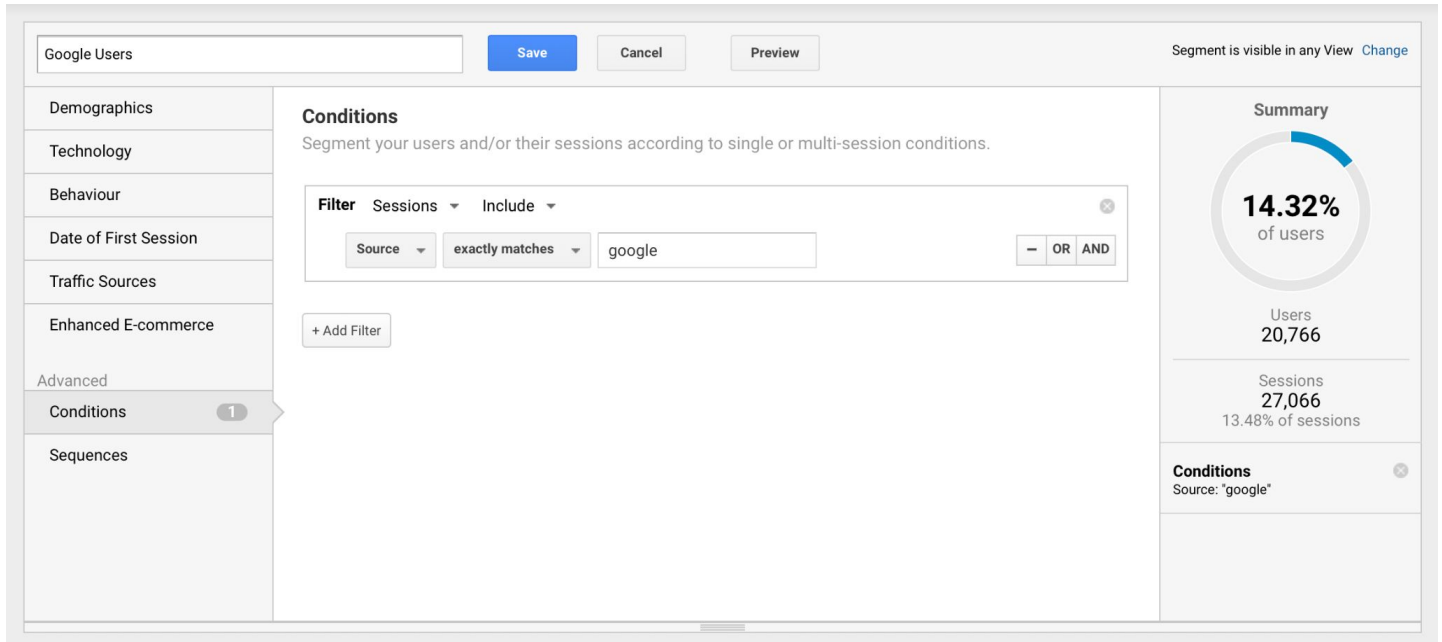 Google Users
Save
Cancel
Preview
Segment is visible in any View Change
Demographics
Technology
Behaviour
Date of First Session
Traffic Sources
Enhanced E-commerce
Advanced
Conditions 1
Sequences
Conditions
Segment your users and/or their sessions according to single or multi-session conditions.
Filter Sessions Include
Source exactly matches google – OR AND
+ Add Filter
Summary
14.32%
of users
Users
20,766
Sessions
27,066
13.48% of sessions
Conditions
Source: "google"